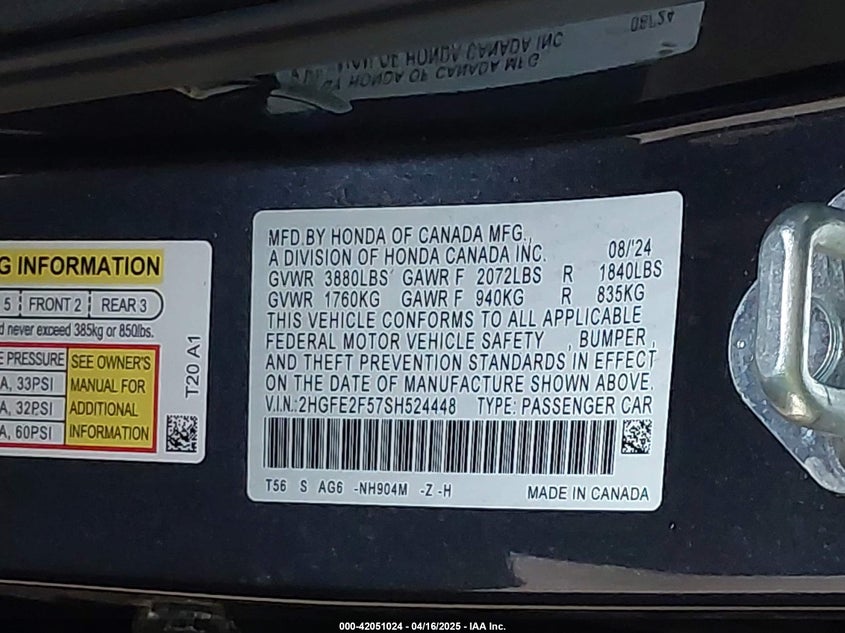 MFD.BY HONDA OF CANADA MFG.,
A DIVISION OF HONDA CANADA INC. 08/'24
GVWR 3880LBS GAWR F 2072LBS R 1840LBS
GVWR 1760KG GAWR F 940KG R 835KG
THIS VEHICLE CONFORMS TO ALL APPLICABLE
FEDERAL MOTOR VEHICLE SAFETY , BUMPER,
AND THEFT PREVENTION STANDARDS IN EFFECT
ON THE DATE OF MANUFACTURE SHOWN ABOVE.
V.I.N.:2HGFE2F57SH524448 TYPE: PASSENGER CAR
T56 S AG6 -NH904M -Z -H MADE IN CANADA
G INFORMATION
5 FRONT 2 REAR 3
d never exceed 385kg or 850lbs.
E PRESSURE SEE OWNER'S
A, 33PSI MANUAL FOR
A, 32PSI ADDITIONAL
A, 60PSI INFORMATION
T20 A1
000-42051024 - 04/16/2025 - IAA Inc.